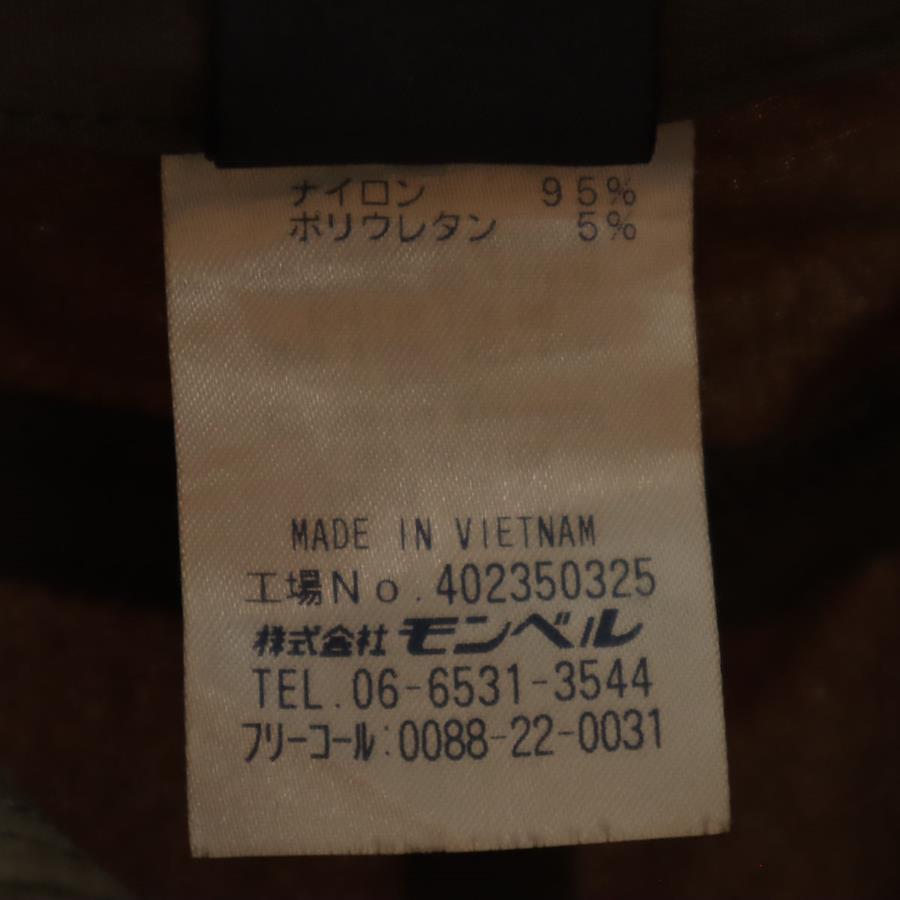 ナイロン 95%
ポリウレタン 5%
MADE IN VIETNAM
工場No.402350325
株式会社 モンベル
TEL.06-6531-3544
フリーコール:0088-22-0031